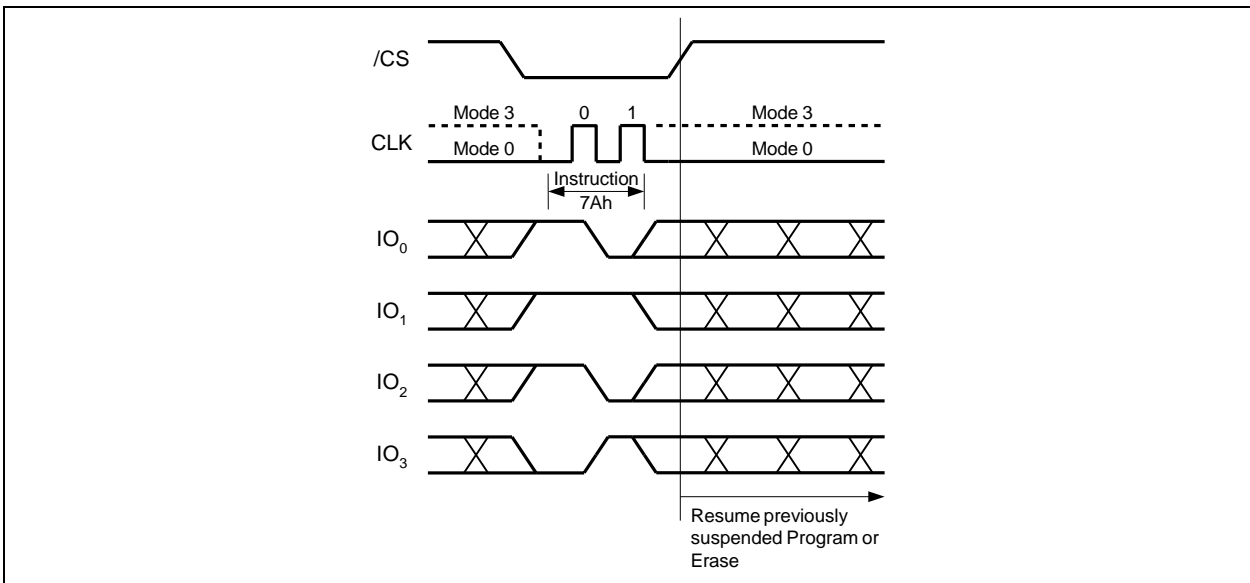 /CS
Mode 3 0 1 Mode 3
CLK
Mode 0 Mode 0
Instruction
7Ah
IO0
IO1
IO2
IO3
Resume previously
suspended Program or
Erase